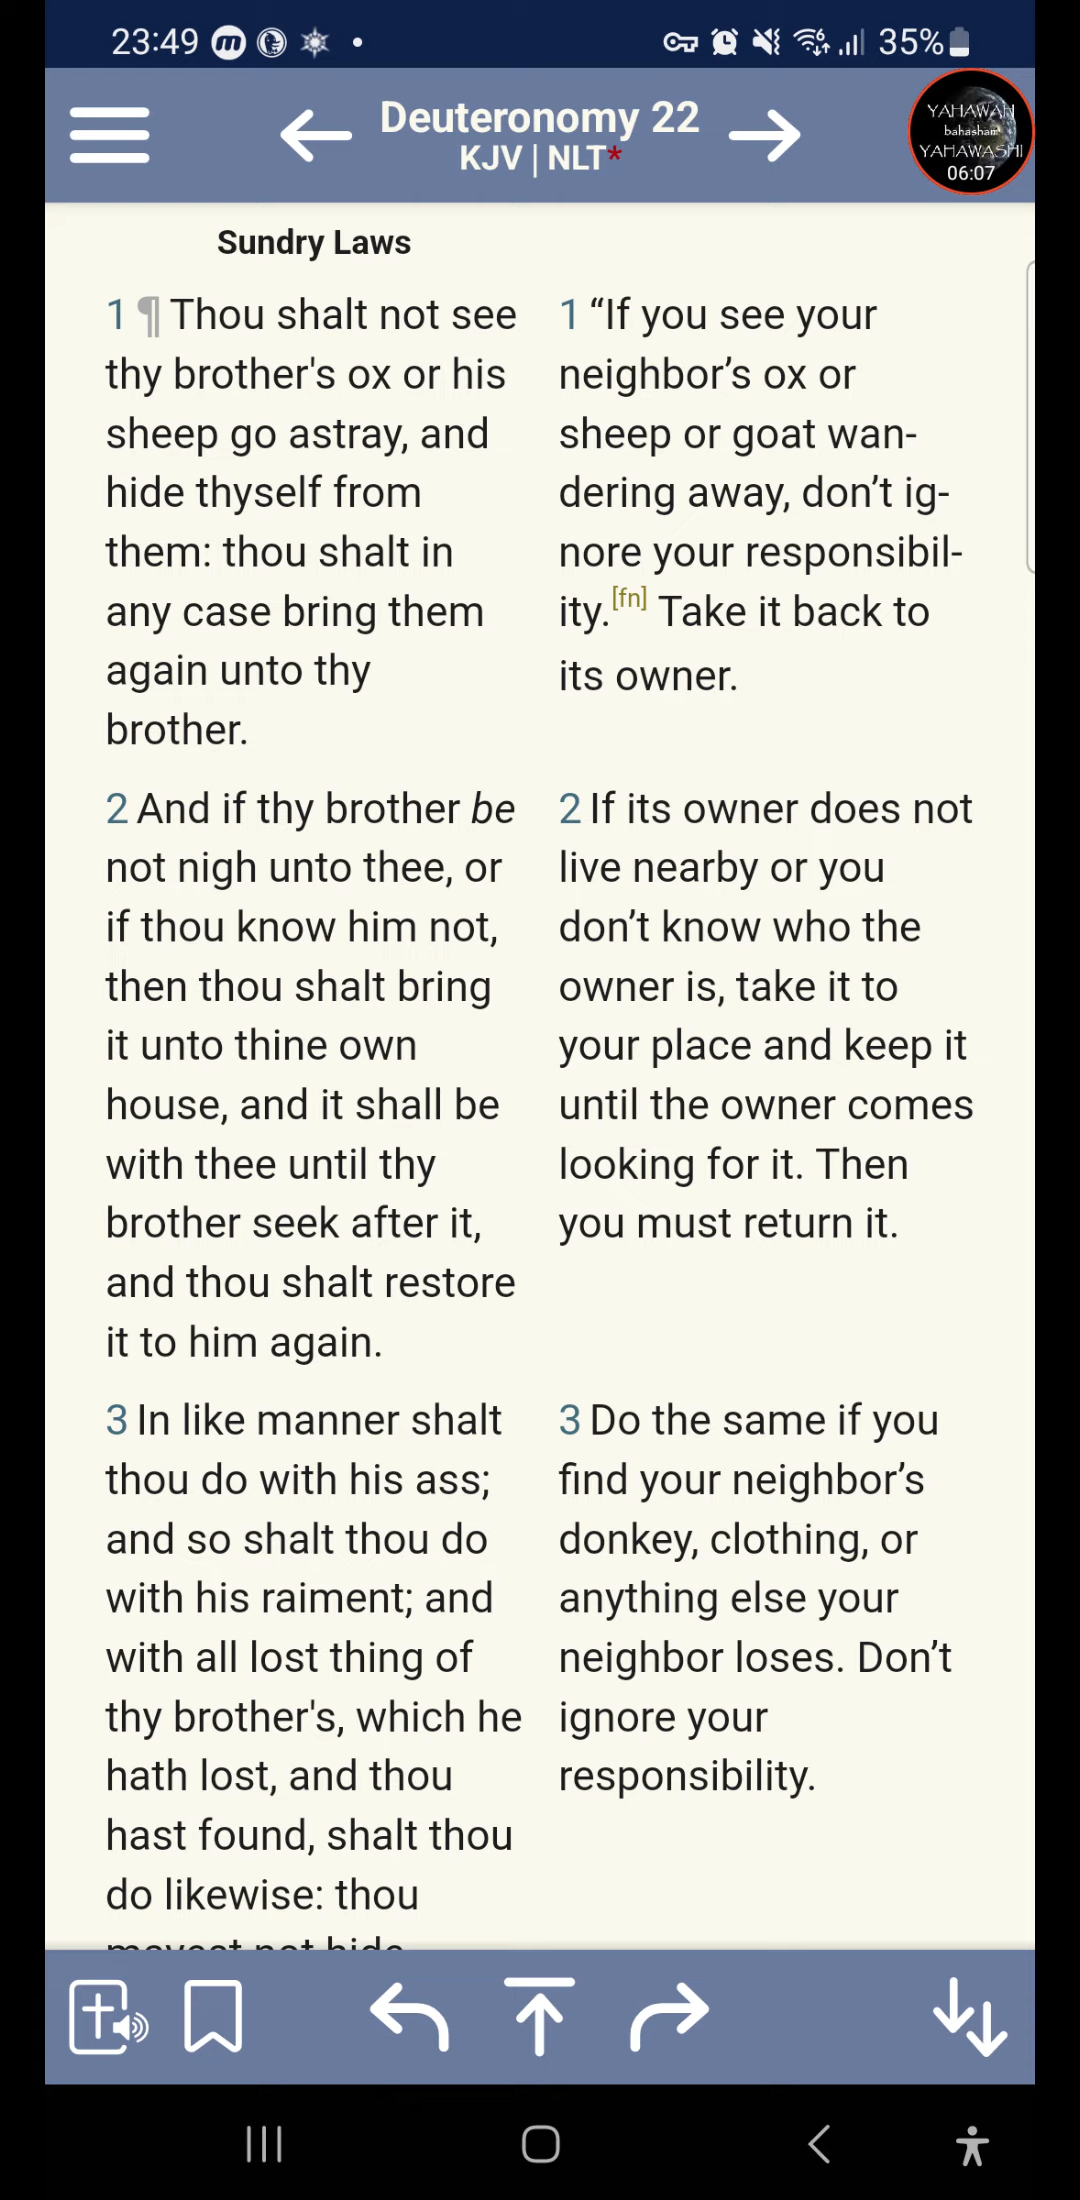 23:49
35%
Deuteronomy 22
KJV | NLT*
YAHAWAH
bahasham
YAHAWASHI
06:07
Sundry Laws
1 ¶ Thou shalt not see
thy brother's ox or his
sheep go astray, and
hide thyself from
them: thou shalt in
any case bring them
again unto thy
brother.
1 “If you see your
neighbor’s ox or
sheep or goat wan-
dering away, don’t ig-
nore your responsibil-
ity.[fn] Take it back to
its owner.
2 And if thy brother be
not nigh unto thee, or
if thou know him not,
then thou shalt bring
it unto thine own
house, and it shall be
with thee until thy
brother seek after it,
and thou shalt restore
it to him again.
2 If its owner does not
live nearby or you
don’t know who the
owner is, take it to
your place and keep it
until the owner comes
looking for it. Then
you must return it.
3 In like manner shalt
thou do with his ass;
and so shalt thou do
with his raiment; and
with all lost thing of
thy brother's, which he
hath lost, and thou
hast found, shalt thou
do likewise: thou
mayest not hide
3 Do the same if you
find your neighbor’s
donkey, clothing, or
anything else your
neighbor loses. Don’t
ignore your
responsibility.